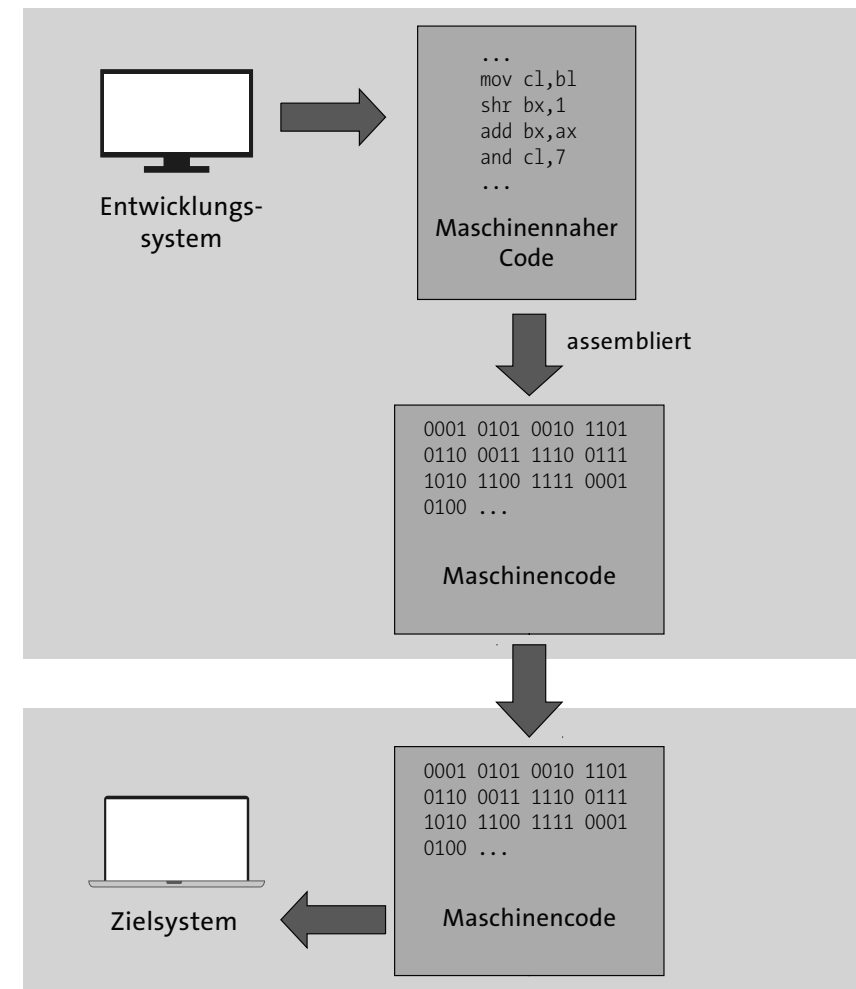 ...
mov cl,bl
shr bx,1
add bx,ax
and cl,7
...
Entwicklungs-
system
Maschinennaher
Code
assembliert
0001 0101 0010 1101
0110 0011 1110 0111
1010 1100 1111 0001
0100 ...
Maschinencode
0001 0101 0010 1101
0110 0011 1110 0111
1010 1100 1111 0001
0100 ...
Zielsystem
Maschinencode